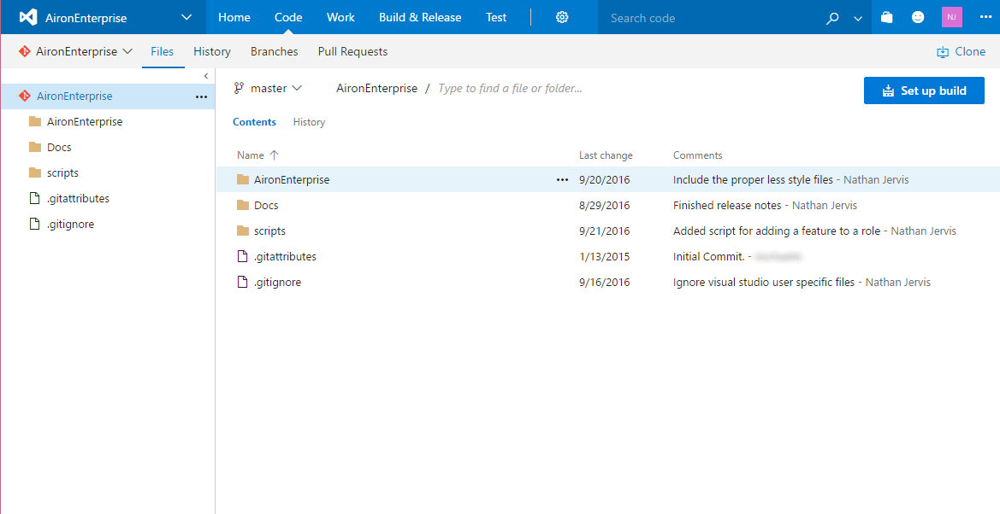 AironEnterprise Home Code Work Build & Release Test Search code NJ
AironEnterprise Files History Branches Pull Requests Clone
AironEnterprise
AironEnterprise
Docs
scripts
.gitattributes
.gitignore
master AironEnterprise / Type to find a file or folder... Set up build
Contents History
Name Last change Comments
AironEnterprise 9/20/2016 Include the proper less style files - Nathan Jervis
Docs 8/29/2016 Finished release notes - Nathan Jervis
scripts 9/21/2016 Added script for adding a feature to a role - Nathan Jervis
.gitattributes 1/13/2015 Initial Commit. -
.gitignore 9/16/2016 Ignore visual studio user specific files - Nathan Jervis